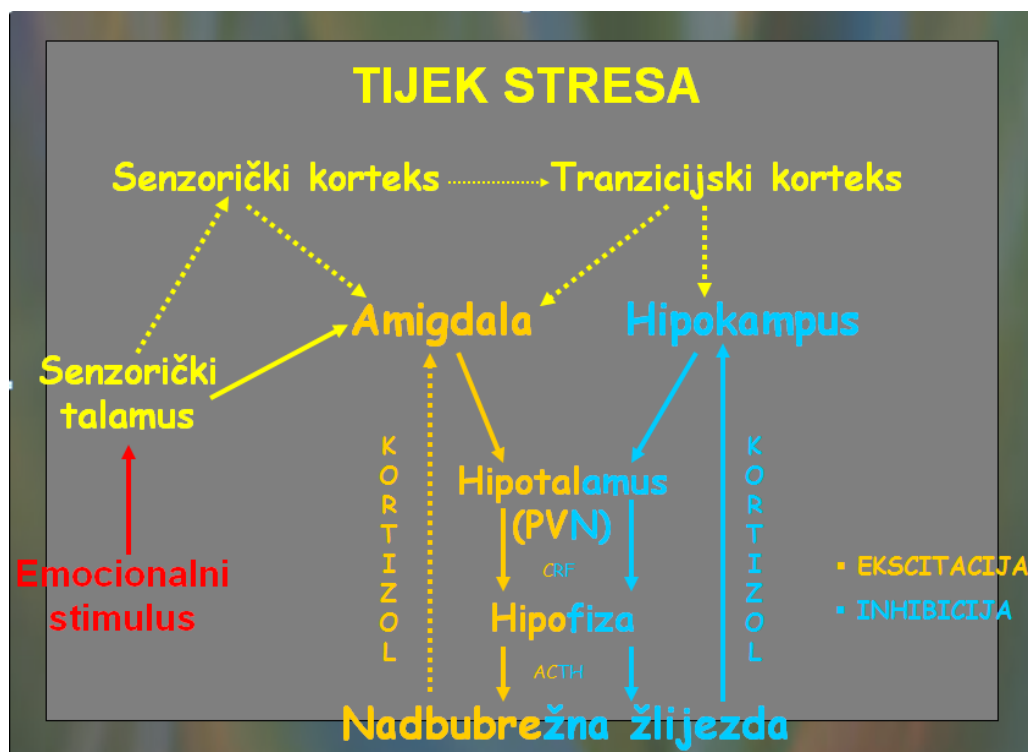 TIJEK STRESA
Senzorički korteks
Tranzicijski korteks
Amigdala
Hipokampus
Senzorički
talamus
KORTIZOL
KORTIZOL
Hipotalamus
(PVN)
CRF
Emocionalni
stimulus
▪ EKSCITACIJA
▪ INHIBICIJA
Hipofiza
ACTH
Nadbubrežna žlijezda